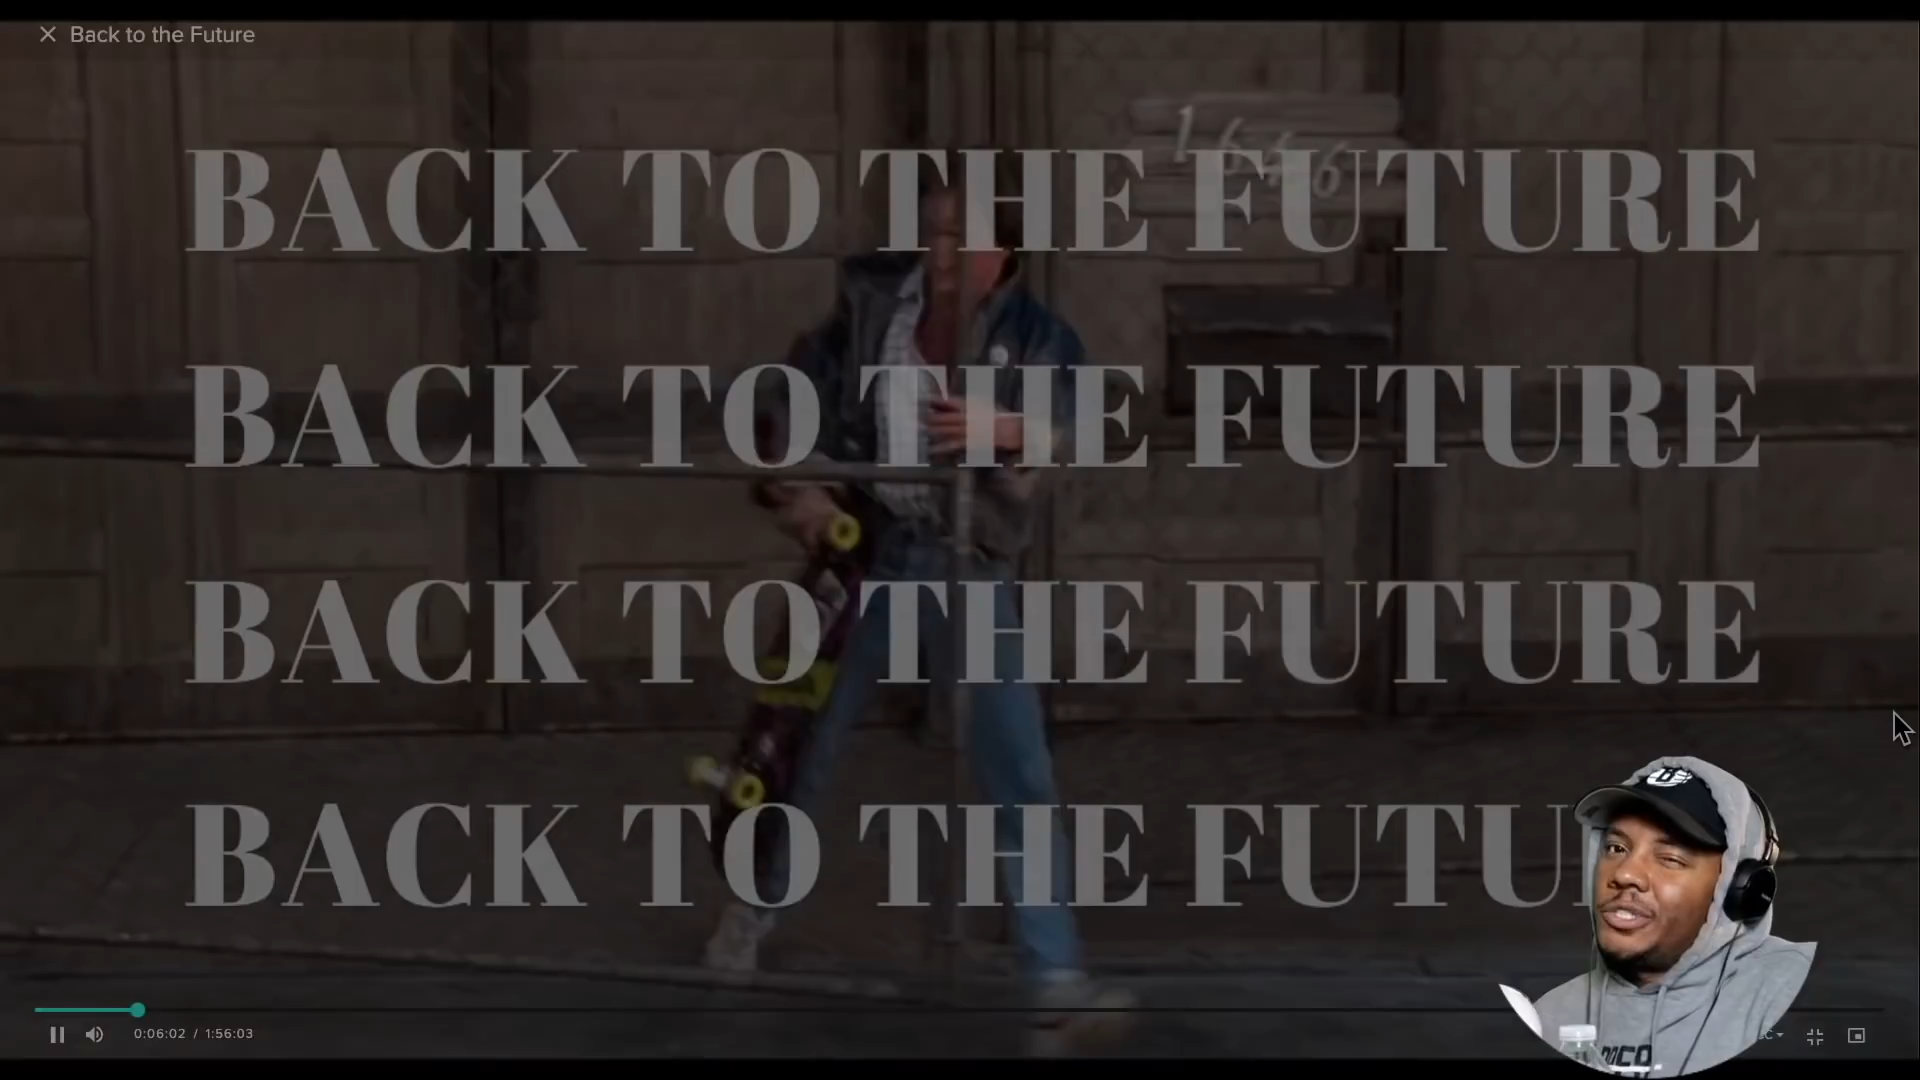 Back to the Future
1646
BACK TO THE FUTURE
BACK TO THE FUTURE
BACK TO THE FUTURE
BACK TO THE FUTU
0:06:02 / 1:56:03